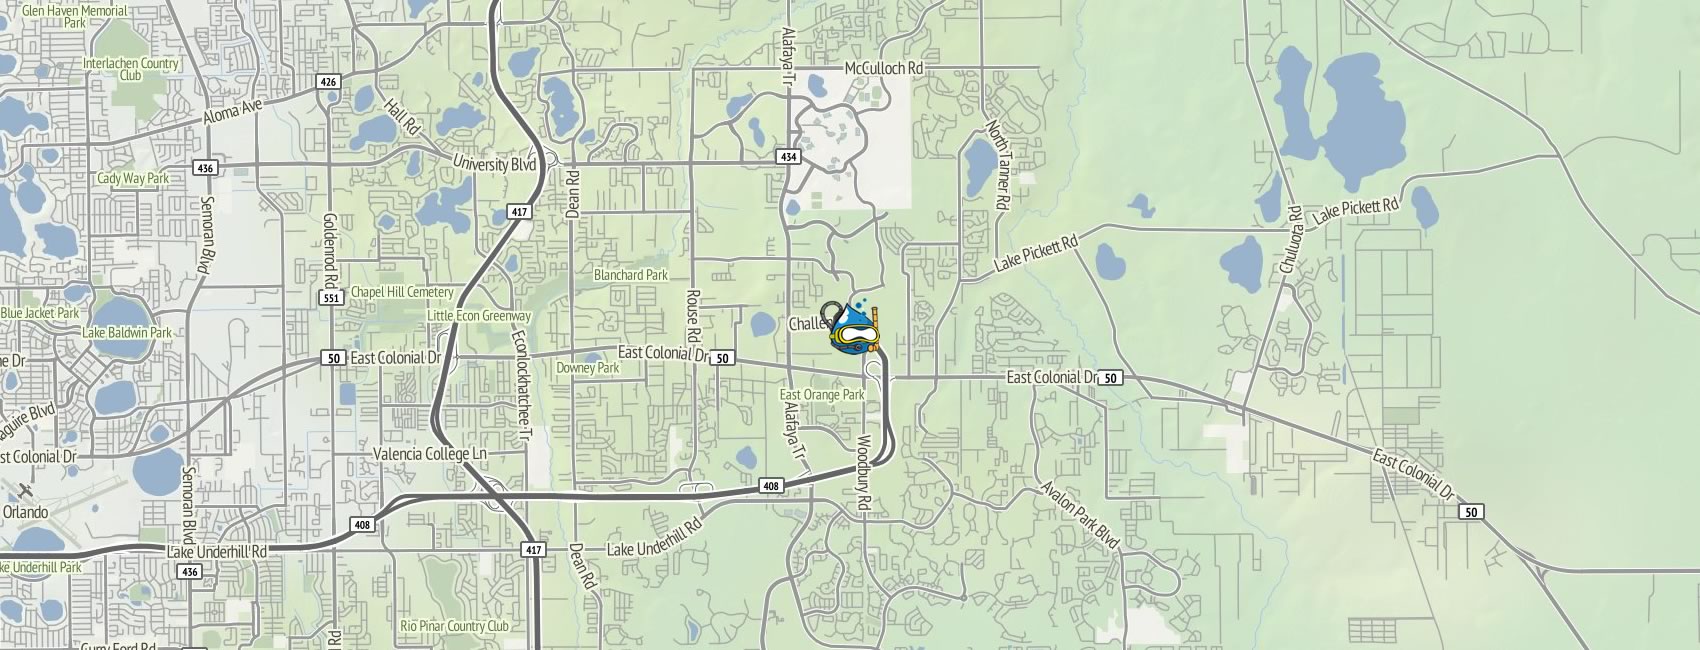 Glen Haven Memorial
Park
Interlachen Country
Club
426
Alafaya Tr
McCulloch Rd
Aloma Ave
Hall Rd
University Blvd
434
436
Cady Way Park
Dean Rd
North Tanner Rd
417
Semoran Blvd
Goldenrod Rd
Lake Pickett Rd
Chuluota Rd
Lake Pickett Rd
Blanchard Park
Chapel Hill Cemetery
551
Little Econ Greenway
Blue Jacket Park
Lake Baldwin Park
Rouse Rd
50
East Colonial Dr
Econlockhatchee Tr
East Colonial Dr
50
Downey Park
East Colonial Dr
50
East Orange Park
Alafaya Tr
Valencia College Ln
Woodbury Rd
East Colonial Dr
50
st Colonial Dr
Orlando
Semoran Blvd
408
408
Avalon Park Blvd
Lake Underhill Rd
417
Lake Underhill Rd
ke Underhill Park
436
Dean Rd
Rio Pinar Country Club
Curry Ford Rd